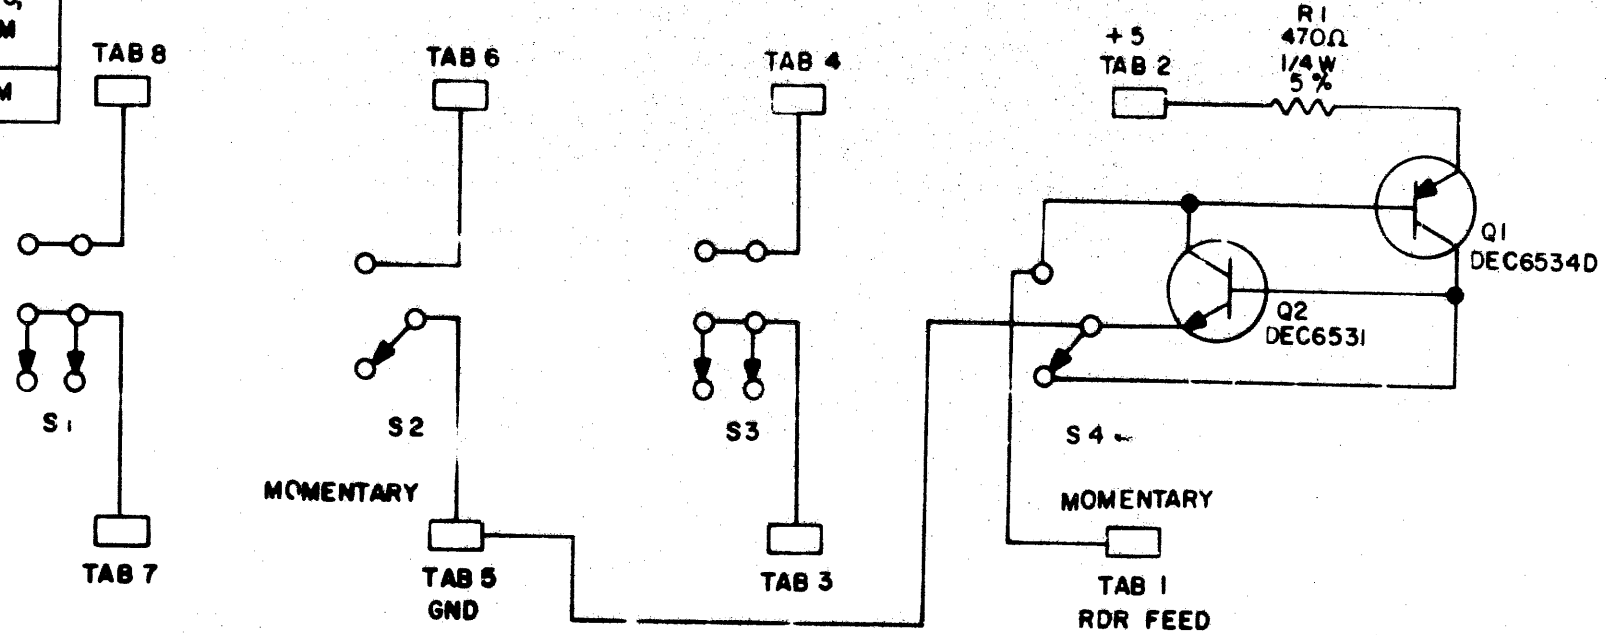 M
M
TAB 8
TAB 6
TAB 4
+5
TAB 2
R1
470Ω
1/4 W
5 %
Q1
DEC6534D
Q2
DEC6531
S1
S2
S3
S4
MOMENTARY
MOMENTARY
TAB 7
TAB 5
GND
TAB 3
TAB 1
RDR FEED